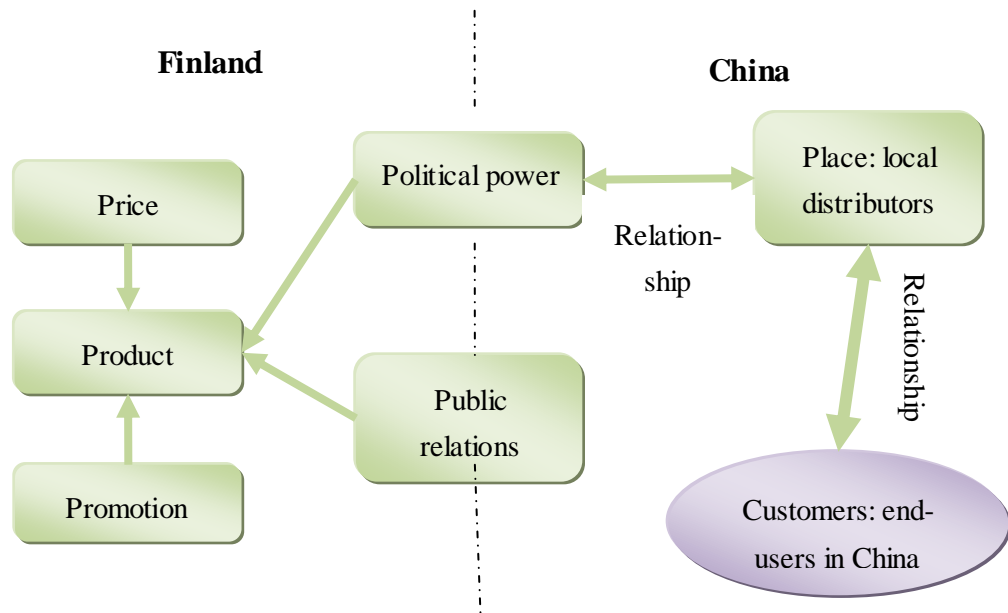 Finland
China
Political power
Place: local
distributors
Price
Relation-
ship
Relationship
Product
Public
relations
Promotion
Customers: end-
users in China